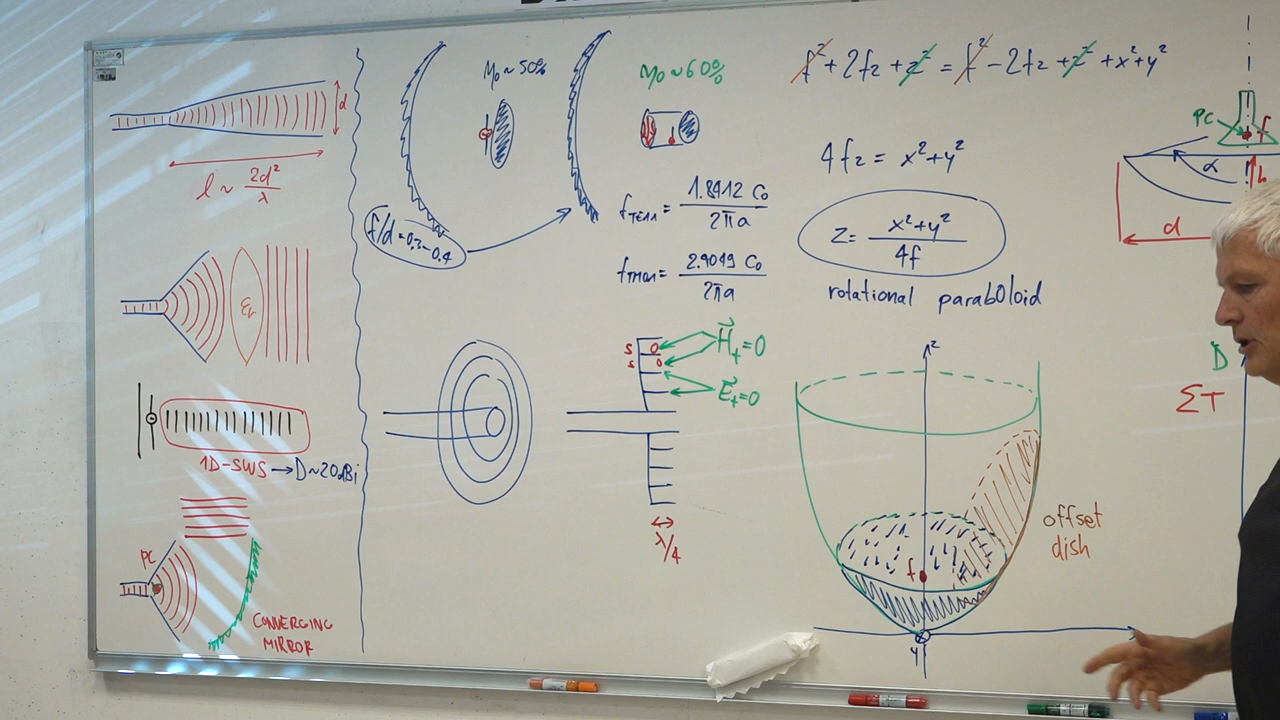 d
l ~ 2d²/λ
εr
1D-SWS → D~20dBi
PC
CONVERGING
MIRROR
η₀~50%
f/d=0.3–0.4
η₀~60%
fTE11= 1.8412 C₀/2πa
fTM01= 2.4049 C₀/2πa
S O
S O
H⃗t=0
E⃗t=0
λ/4
f²+2fz+z²=f²-2fz+z²+x²+y²
4fz = x²+y²
z= x²+y²/4f
rotational paraboloid
z
f
y
offset
dish
PC
f
α
h
d
D
ΣT